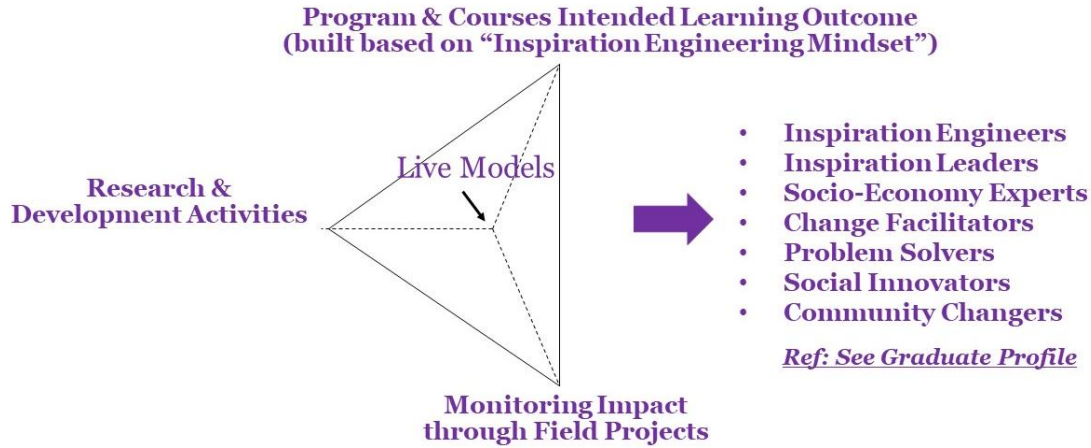 Program & Courses Intended Learning Outcome
(built based on “Inspiration Engineering Mindset”)
Live Models
Research &
Development Activities
• Inspiration Engineers
• Inspiration Leaders
• Socio-Economy Experts
• Change Facilitators
• Problem Solvers
• Social Innovators
• Community Changers
Ref: See Graduate Profile
Monitoring Impact
through Field Projects